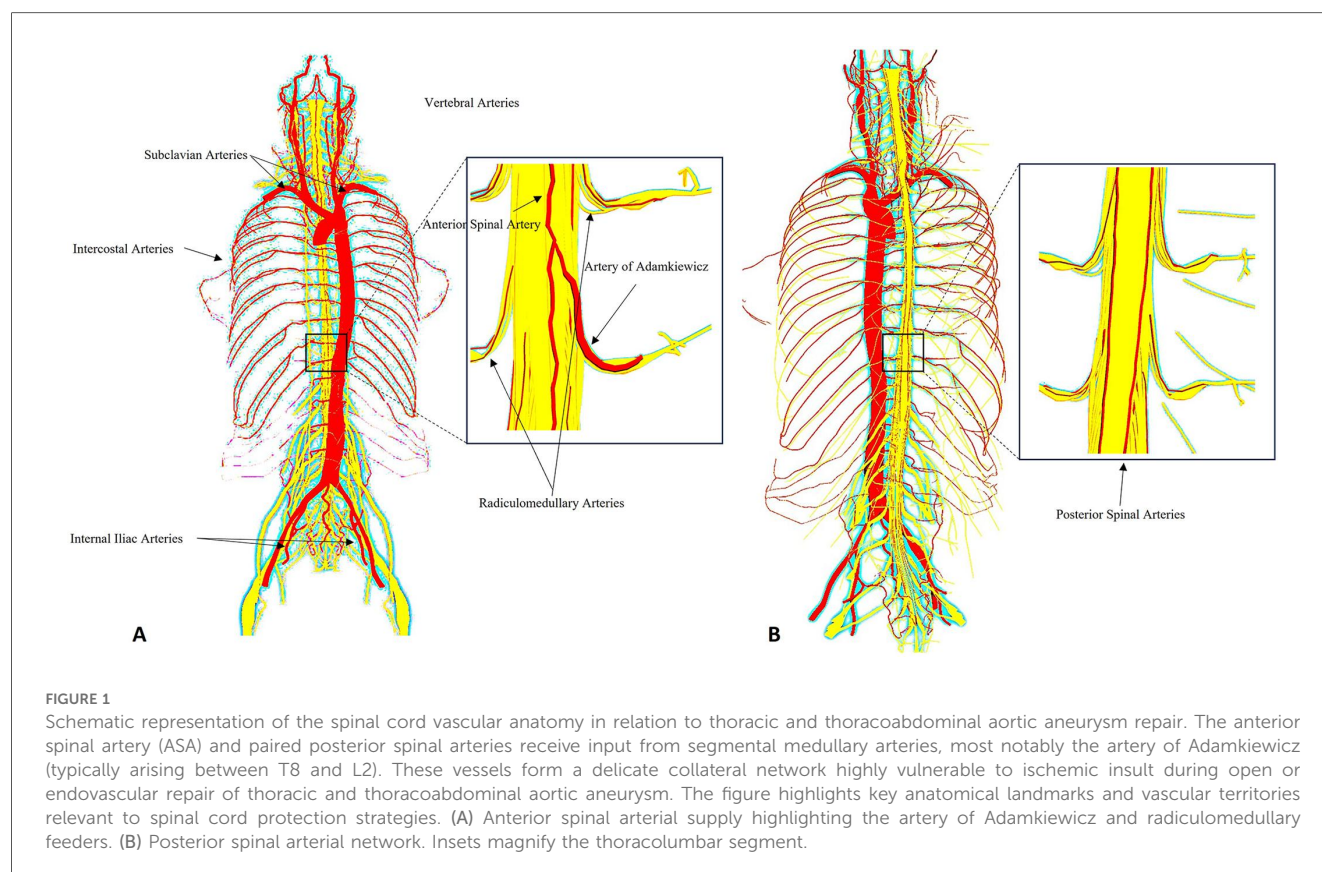 Vertebral Arteries
Subclavian Arteries
Intercostal Arteries
Anterior Spinal Artery
Artery of Adamkiewicz
Radiculomedullary Arteries
Internal Iliac Arteries
A
Posterior Spinal Arteries
B
FIGURE 1
Schematic representation of the spinal cord vascular anatomy in relation to thoracic and thoracoabdominal aortic aneurysm repair. The anterior
spinal artery (ASA) and paired posterior spinal arteries receive input from segmental medullary arteries, most notably the artery of Adamkiewicz
(typically arising between T8 and L2). These vessels form a delicate collateral network highly vulnerable to ischemic insult during open or
endovascular repair of thoracic and thoracoabdominal aortic aneurysm. The figure highlights key anatomical landmarks and vascular territories
relevant to spinal cord protection strategies. (A) Anterior spinal arterial supply highlighting the artery of Adamkiewicz and radiculomedullary
feeders. (B) Posterior spinal arterial network. Insets magnify the thoracolumbar segment.